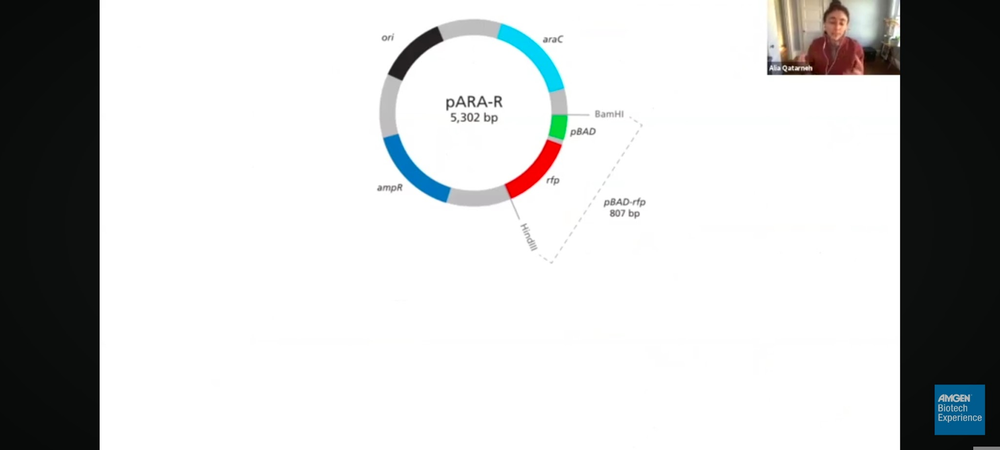 ori
araC
pARA-R
5,302 bp
BamHI
pBAD
rfp
ampR
pBAD-rfp
807 bp
HindIII
Alia Qatarneh
AMGEN®
Biotech
Experience